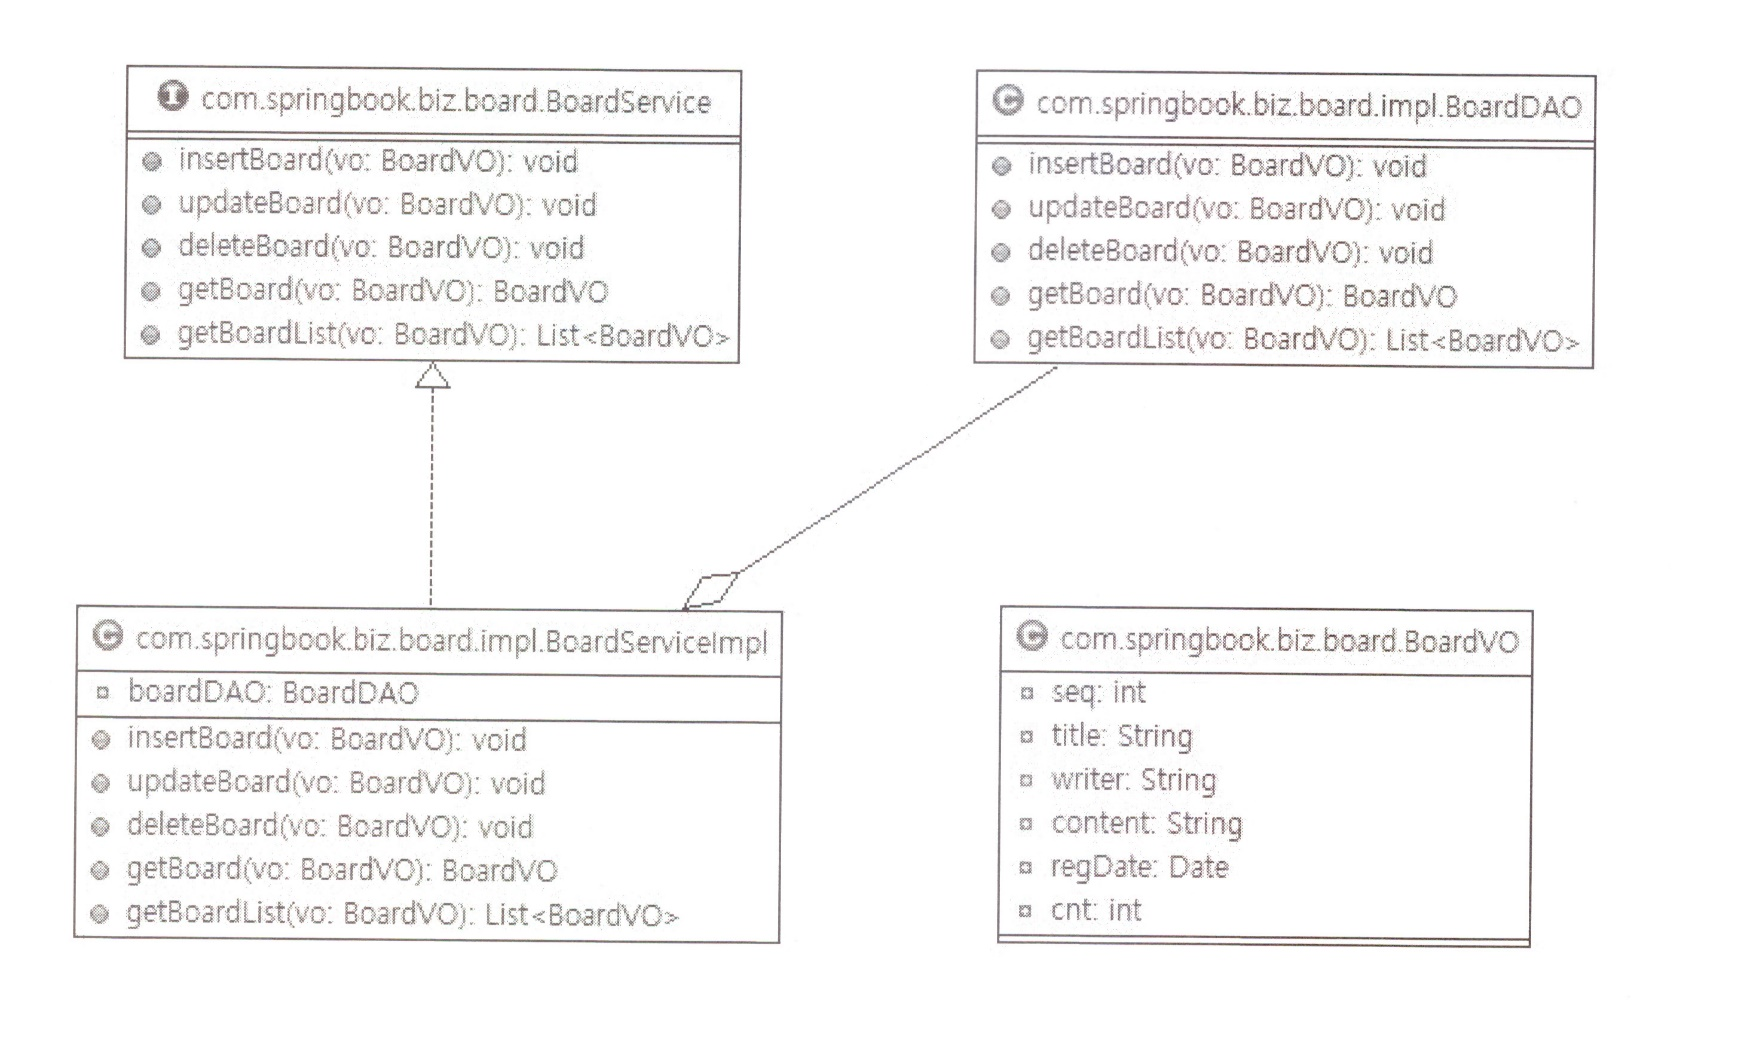 I com.springbook.biz.board.BoardService
insertBoard(vo: BoardVO): void
updateBoard(vo: BoardVO): void
deleteBoard(vo: BoardVO): void
getBoard(vo: BoardVO): BoardVO
getBoardList(vo: BoardVO): List<BoardVO>
C com.springbook.biz.board.impl.BoardDAO
insertBoard(vo: BoardVO): void
updateBoard(vo: BoardVO): void
deleteBoard(vo: BoardVO): void
getBoard(vo: BoardVO): BoardVO
getBoardList(vo: BoardVO): List<BoardVO>
C com.springbook.biz.board.impl.BoardServiceImpl
boardDAO: BoardDAO
insertBoard(vo: BoardVO): void
updateBoard(vo: BoardVO): void
deleteBoard(vo: BoardVO): void
getBoard(vo: BoardVO): BoardVO
getBoardList(vo: BoardVO): List<BoardVO>
C com.springbook.biz.board.BoardVO
seq: int
title: String
writer: String
content: String
regDate: Date
cnt: int